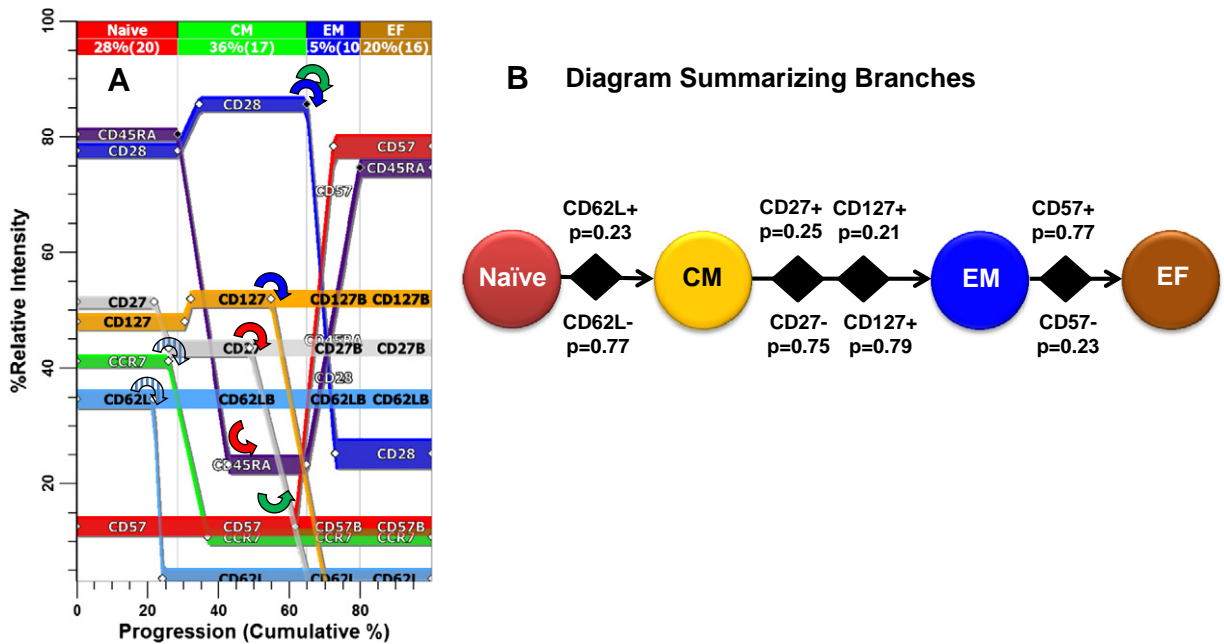 A
Naïve
28%(20)
CM
36%(17)
EM
.5%(10
EF
20%(16)
%Relative Intensity
100
80
60
40
20
CD28
CD45RA
CD28
CD57
CD45RA
CD57
CD27
CD127
CD127
CD127B
CD127B
CD45RA
CD27
CD27B
CD27B
CCR7
CD28
CD62LB
CD62LB
CD62LB
CD62LB
CD45RA
CD28
CD57
CD57
CD57B
CD57B
CCR7
CCR7
CCR7
CD62L
CD62L
CD62L
0
20
40
60
80
Progression (Cumulative %)
B Diagram Summarizing Branches
CD62L+
p=0.23
CD27+
p=0.25
CD127+
p=0.21
CD57+
p=0.77
Naïve
CM
EM
EF
CD62L-
p=0.77
CD27-
p=0.75
CD127+
p=0.79
CD57-
p=0.23